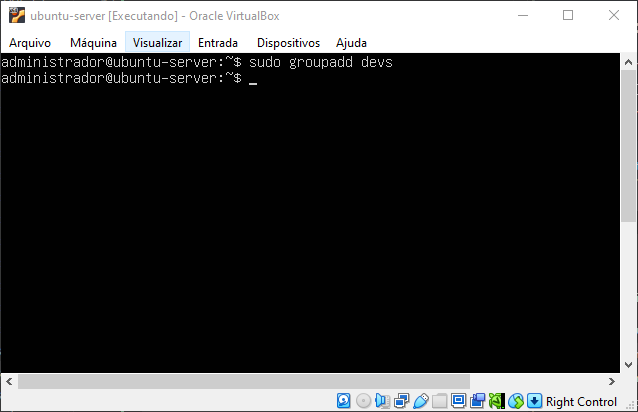 ubuntu-server [Executando] - Oracle VirtualBox
Arquivo Máquina Visualizar Entrada Dispositivos Ajuda
administrador@ubuntu-server:~$ sudo groupadd devs
administrador@ubuntu-server:~$ _
Right Control